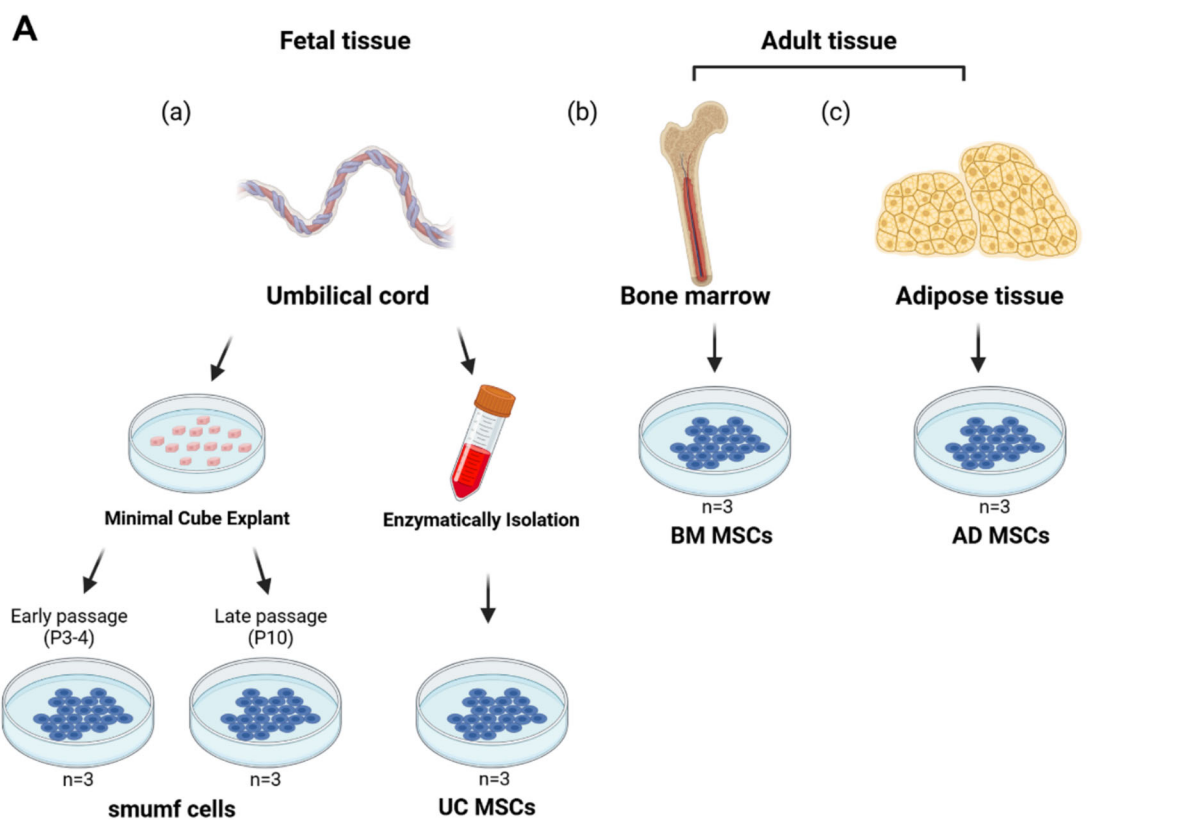 A
Fetal tissue
Adult tissue
(a)
(b)
(c)
Umbilical cord
Bone marrow
Adipose tissue
Minimal Cube Explant
Enzymatically Isolation
n=3
BM MSCs
n=3
AD MSCs
Early passage
(P3-4)
Late passage
(P10)
n=3
n=3
smumf cells
n=3
UC MSCs